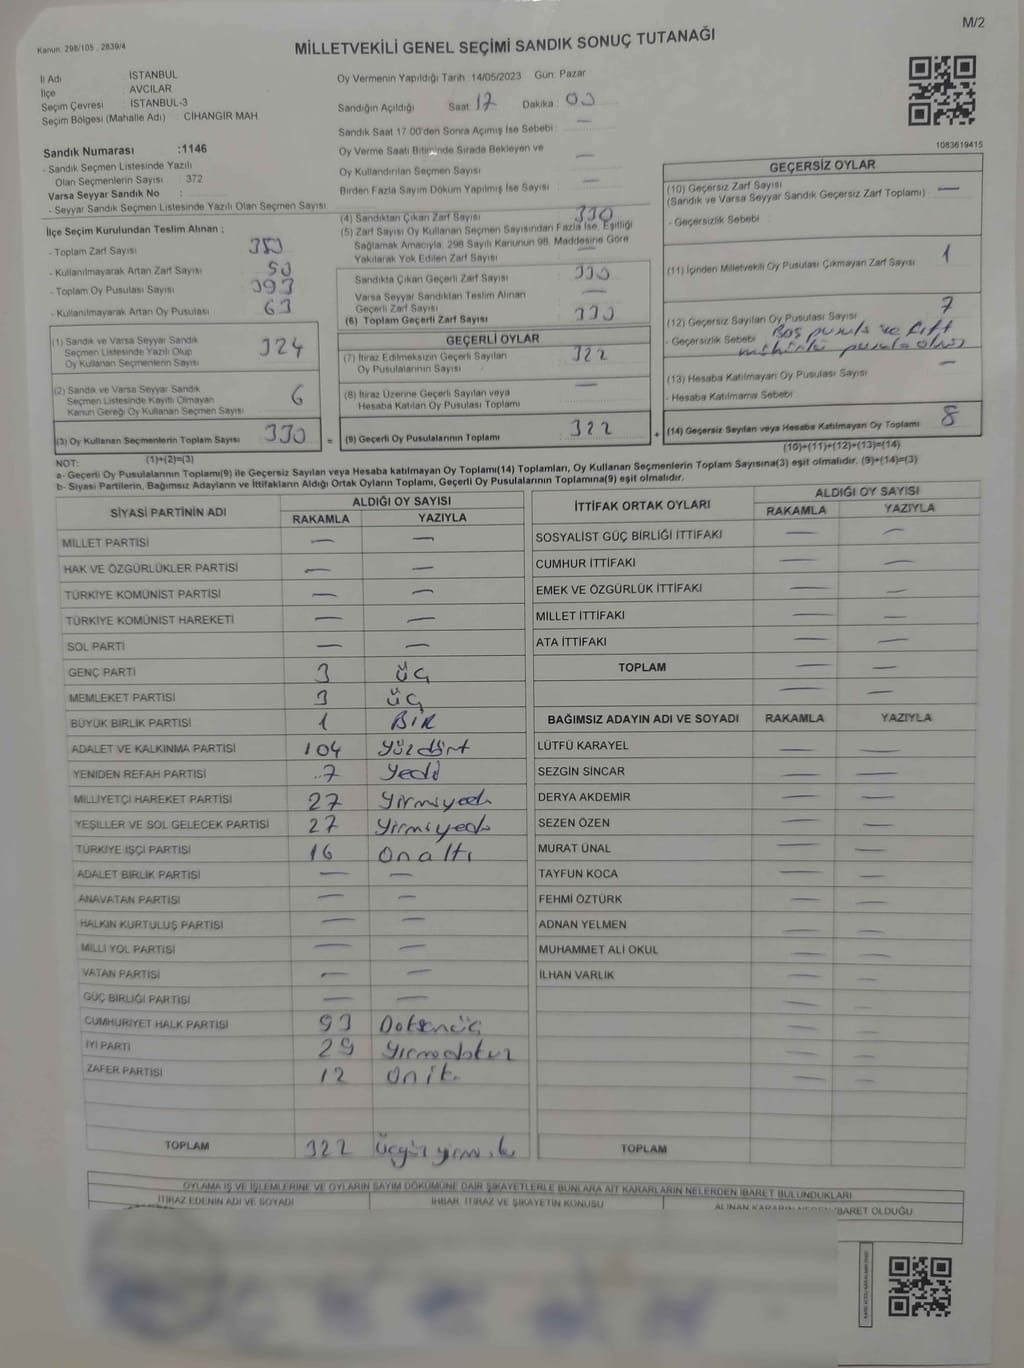 M/2
Kanun. 298/105 , 2839/4
MİLLETVEKİLİ GENEL SEÇİMİ SANDIK SONUÇ TUTANAĞI
İl Adı İSTANBUL
İlçe AVCILAR
Seçim Çevresi İSTANBUL-3
Seçim Bölgesi (Mahalle Adı) : CİHANGİR MAH
Oy Vermenin Yapıldığı Tarih 14/05/2023 Gün: Pazar
Sandığın Açıldığı Saat: 17 Dakika : 00
Sandık Saat 17.00'den Sonra Açımış İse Sebebi : —
Oy Verme Saati Bitiminde Sırada Bekleyen ve
Oy Kullandırılan Seçmen Sayısı —
Birden Fazla Sayım Döküm Yapılmış İse Sayısı —
1083619415
Sandık Numarası :1146
- Sandık Seçmen Listesinde Yazılı
Olan Seçmenlerin Sayısı 372
Varsa Seyyar Sandık No :
- Seyyar Sandık Seçmen Listesinde Yazılı Olan Seçmen Sayısı:
İlçe Seçim Kurulundan Teslim Alınan ;
- Toplam Zarf Sayısı
- Kullanılmayarak Artan Zarf Sayısı 50
- Toplam Oy Pusulası Sayısı 393
- Kullanılmayarak Artan Oy Pusulası 63
(1) Sandık ve Varsa Seyyar Sandık
Seçmen Listesinde Yazılı Olup
Oy Kullanan Seçmenlerin Sayısı 324
(2) Sandık ve Varsa Seyyar Sandık
Seçmen Listesinde Kayıtlı Olmayan
Kanun Gereği Oy Kullanan Seçmen Sayısı 6
(3) Oy Kullanan Seçmenlerin Toplam Sayısı 330 =
(1)+(2)=(3)
(4) Sandıktan Çıkan Zarf Sayısı 330
(5) Zarf Sayısı Oy Kullanan Seçmen Sayısından Fazla İse, Eşitliği
Sağlamak Amacıyla, 298 Sayılı Kanunun 98. Maddesine Göre
Yakılarak Yok Edilen Zarf Sayısı —
Sandıkta Çıkan Geçerli Zarf Sayısı 330
Varsa Seyyar Sandıktan Teslim Alınan
Geçerli Zarf Sayısı —
(6) Toplam Geçerli Zarf Sayısı 330
GEÇERLİ OYLAR
(7) İtiraz Edilmeksizin Geçerli Sayılan
Oy Pusulalarının Sayısı 322
(8) İtiraz Üzerine Geçerli Sayılan veya
Hesaba Katılan Oy Pusulası Toplamı —
(9) Geçerli Oy Pusulalarının Toplamı 322 +
GEÇERSİZ OYLAR
(10) Geçersiz Zarf Sayısı
(Sandık ve Varsa Seyyar Sandık Geçersiz Zarf Toplamı) —
- Geçersizlik Sebebi :
(11) İçinden Milletvekili Oy Pusulası Çıkmayan Zarf Sayısı 1
(12) Geçersiz Sayılan Oy Pusulası Sayısı 7
- Geçersizlik Sebebi Boş pusula ve çift
mühürlü pusula
(13) Hesaba Katılmayan Oy Pusulası Sayısı —
- Hesaba Katılmama Sebebi
(14) Geçersiz Sayılan veya Hesaba Katılmayan Oy Toplamı 8
(10)+(11)+(12)+(13)=(14)
NOT:
a- Geçerli Oy Pusulalarının Toplamı(9) ile Geçersiz Sayılan veya Hesaba katılmayan Oy Toplamı(14) Toplamları, Oy Kullanan Seçmenlerin Toplam Sayısına(3) eşit olmalıdır. (9)+(14)=(3)
b- Siyasi Partilerin, Bağımsız Adayların ve İttifakların Aldığı Ortak Oyların Toplamı, Geçerli Oy Pusulalarının Toplamına(9) eşit olmalıdır.
SİYASİ PARTİNİN ADI ALDIĞI OY SAYISI
RAKAMLA YAZIYLA
MİLLET PARTİSİ — —
HAK VE ÖZGÜRLÜKLER PARTİSİ — —
TÜRKİYE KOMÜNİST PARTİSİ — —
TÜRKİYE KOMÜNİST HAREKETİ — —
SOL PARTİ — —
GENÇ PARTİ 3 üç
MEMLEKET PARTİSİ 3 üç
BÜYÜK BİRLİK PARTİSİ 1 BİR
ADALET VE KALKINMA PARTİSİ 104 yüzdört
YENİDEN REFAH PARTİSİ 7 yedi
MİLLİYETÇİ HAREKET PARTİSİ 27 yirmiyedi
YEŞİLLER VE SOL GELECEK PARTİSİ 27 yirmiyedi
TÜRKİYE İŞÇİ PARTİSİ 16 onaltı
ADALET BİRLİK PARTİSİ — —
ANAVATAN PARTİSİ — —
HALKIN KURTULUŞ PARTİSİ — —
MİLLİ YOL PARTİSİ — —
VATAN PARTİSİ — —
GÜÇ BİRLİĞİ PARTİSİ — —
CUMHURİYET HALK PARTİSİ 93 Doksanüç
İYİ PARTİ 29 yirmidokuz
ZAFER PARTİSİ 12 oniki
TOPLAM 322 üçyüzyirmiiki
İTTİFAK ORTAK OYLARI ALDIĞI OY SAYISI
RAKAMLA YAZIYLA
SOSYALİST GÜÇ BİRLİĞİ İTTİFAKI — —
CUMHUR İTTİFAKI — —
EMEK VE ÖZGÜRLÜK İTTİFAKI — —
MİLLET İTTİFAKI — —
ATA İTTİFAKI — —
TOPLAM — —
— —
BAĞIMSIZ ADAYIN ADI VE SOYADI RAKAMLA YAZIYLA
LÜTFÜ KARAYEL — —
SEZGİN SİNCAR — —
DERYA AKDEMİR — —
SEZEN ÖZEN — —
MURAT ÜNAL — —
TAYFUN KOCA — —
FEHMİ ÖZTÜRK — —
ADNAN YELMEN — —
MUHAMMET ALİ OKUL — —
İLHAN VARLIK — —
— —
— —
— —
— —
TOPLAM
OYLAMA İŞ VE İŞLEMLERİNE VE OYLARIN SAYIM DÖKÜMÜNE DAİR ŞİKAYETLERLE BUNLARA AİT KARARLARIN NELERDEN İBARET BULUNDUKLARI
İTİRAZ EDENİN ADI VE SOYADI İHBAR, İTİRAZ VE ŞİKAYETİN KONUSU ALINAN KARARIN NEDEN İBARET OLDUĞU